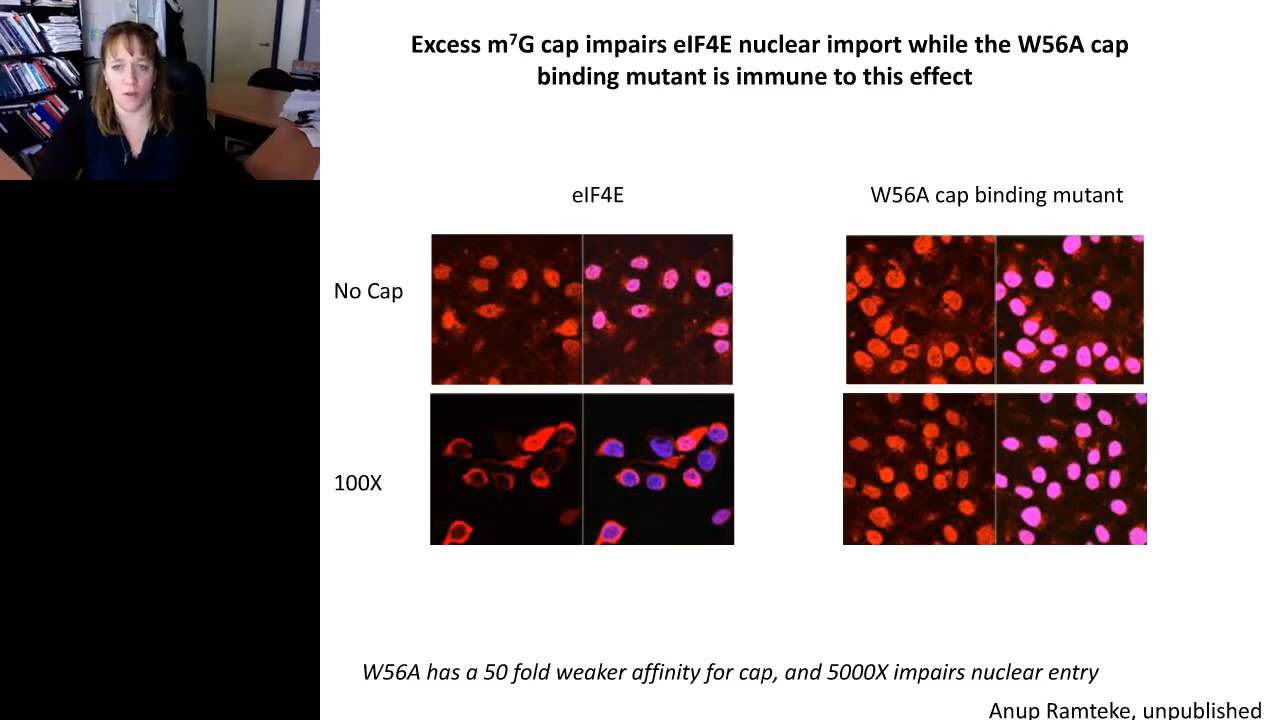 Excess m⁷G cap impairs eIF4E nuclear import while the W56A cap
binding mutant is immune to this effect
eIF4E
W56A cap binding mutant
No Cap
100X
W56A has a 50 fold weaker affinity for cap, and 5000X impairs nuclear entry
Anup Ramteke, unpublished